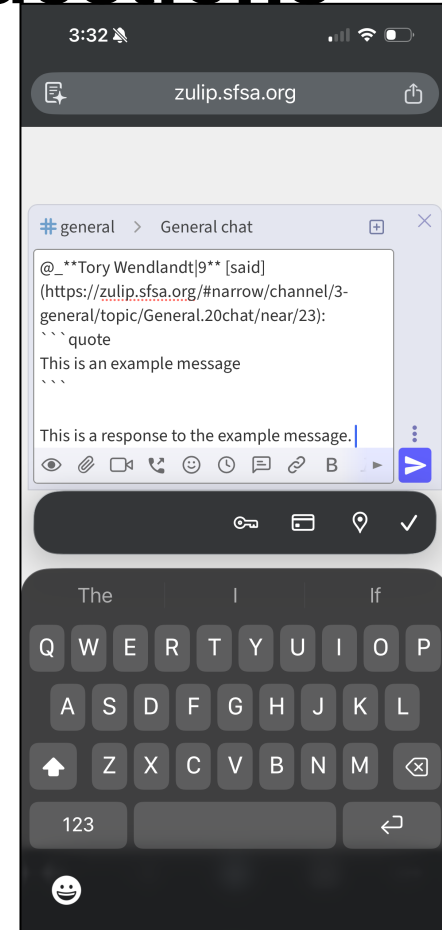 3:32
zulip.sfsa.org
general > General chat
@_**Tory Wendlandt|9** [said]
(https://zulip.sfsa.org/#narrow/channel/3-
general/topic/General.20chat/near/23):
```quote
This is an example message
```
This is a response to the example message.
B
The I If
Q W E R T Y U I O P
A S D F G H J K L
Z X C V B N M
123